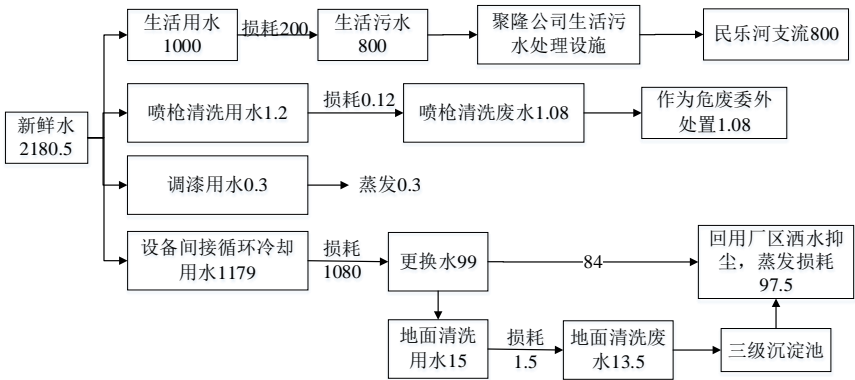 新鲜水
2180.5
生活用水
1000
损耗200
生活污水
800
聚隆公司生活污
水处理设施
民乐河支流800
喷枪清洗用水1.2
损耗0.12
喷枪清洗废水1.08
作为危废委外
处置1.08
调漆用水0.3
蒸发0.3
设备间接循环冷却
用水1179
损耗
1080
更换水99
84
回用厂区洒水抑
尘，蒸发损耗
97.5
地面清洗
用水15
损耗
1.5
地面清洗废
水13.5
三级沉淀池